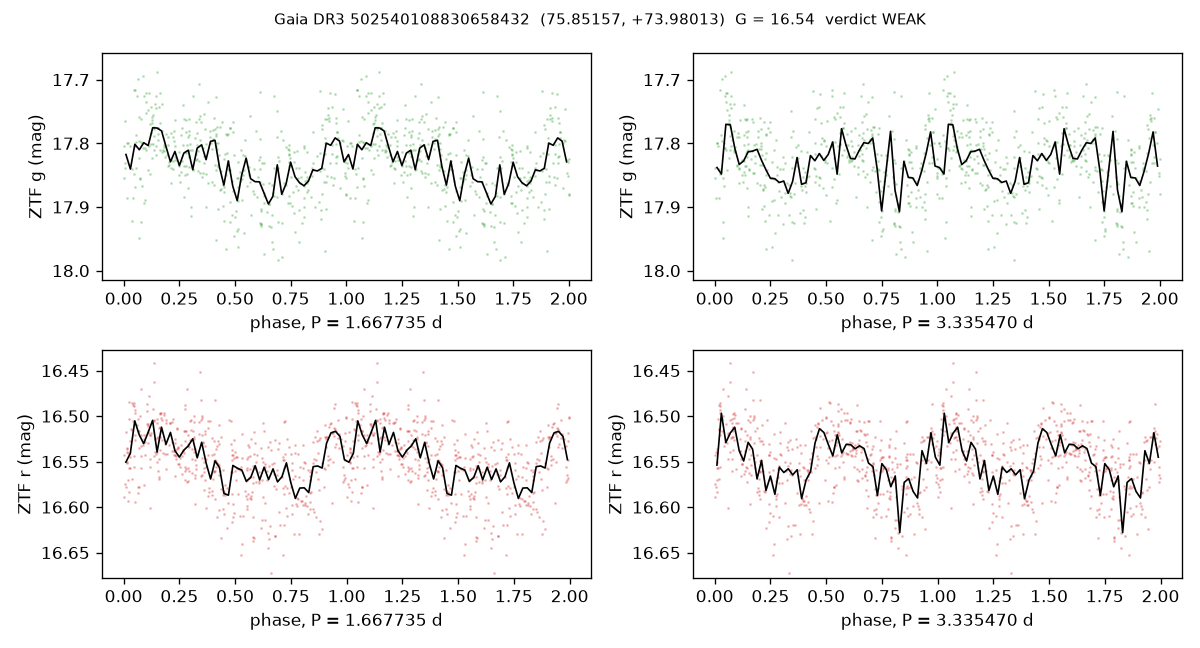 Gaia DR3 502540108830658432 (75.85157, +73.98013) G = 16.54 verdict WEAK
ZTF g (mag)
17.7
17.8
17.9
18.0
0.00 0.25 0.50 0.75 1.00 1.25 1.50 1.75 2.00
phase, P = 1.667735 d
ZTF g (mag)
17.7
17.8
17.9
18.0
0.00 0.25 0.50 0.75 1.00 1.25 1.50 1.75 2.00
phase, P = 3.335470 d
ZTF r (mag)
16.45
16.50
16.55
16.60
16.65
0.00 0.25 0.50 0.75 1.00 1.25 1.50 1.75 2.00
phase, P = 1.667735 d
ZTF r (mag)
16.45
16.50
16.55
16.60
16.65
0.00 0.25 0.50 0.75 1.00 1.25 1.50 1.75 2.00
phase, P = 3.335470 d